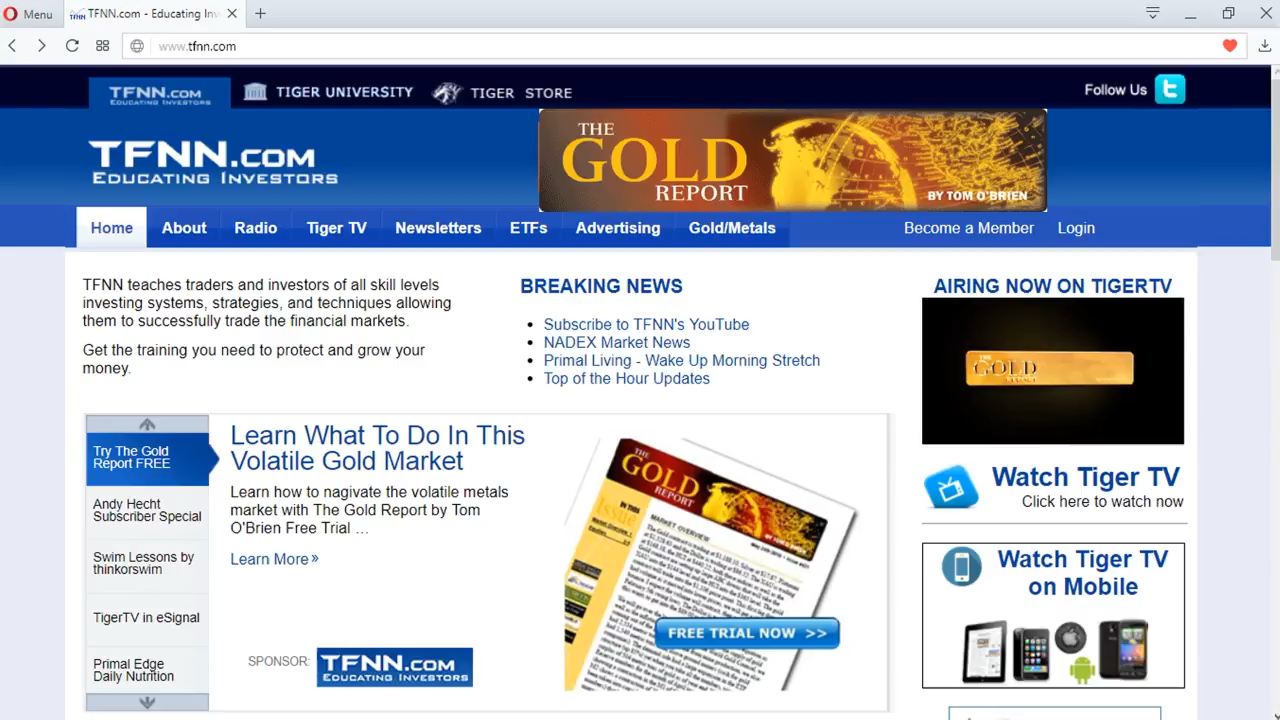 Menu
TFNN.com - Educating Inv
www.tfnn.com
TFNN.COM
EDUCATING INVESTORS
TIGER UNIVERSITY
TIGER STORE
Follow Us
TFNN.COM
EDUCATING INVESTORS
THE
GOLD
REPORT
BY TOM O'BRIEN
Home
About
Radio
Tiger TV
Newsletters
ETFs
Advertising
Gold/Metals
Become a Member
Login
TFNN teaches traders and investors of all skill levels
investing systems, strategies, and techniques allowing
them to successfully trade the financial markets.
Get the training you need to protect and grow your
money.
BREAKING NEWS
Subscribe to TFNN's YouTube
NADEX Market News
Primal Living - Wake Up Morning Stretch
Top of the Hour Updates
AIRING NOW ON TIGERTV
THE
GOLD
REPORT
Watch Tiger TV
Click here to watch now
Watch Tiger TV
on Mobile
Try The Gold
Report FREE
Andy Hecht
Subscriber Special
Swim Lessons by
thinkorswim
TigerTV in eSignal
Primal Edge
Daily Nutrition
Learn What To Do In This
Volatile Gold Market
Learn how to nagivate the volatile metals
market with The Gold Report by Tom
O'Brien Free Trial ...
Learn More »
SPONSOR:
TFNN.COM
EDUCATING INVESTORS
THE
GOLD
REPORT
BY TOM O'BRIEN
MARKET OVERVIEW
FREE TRIAL NOW >>